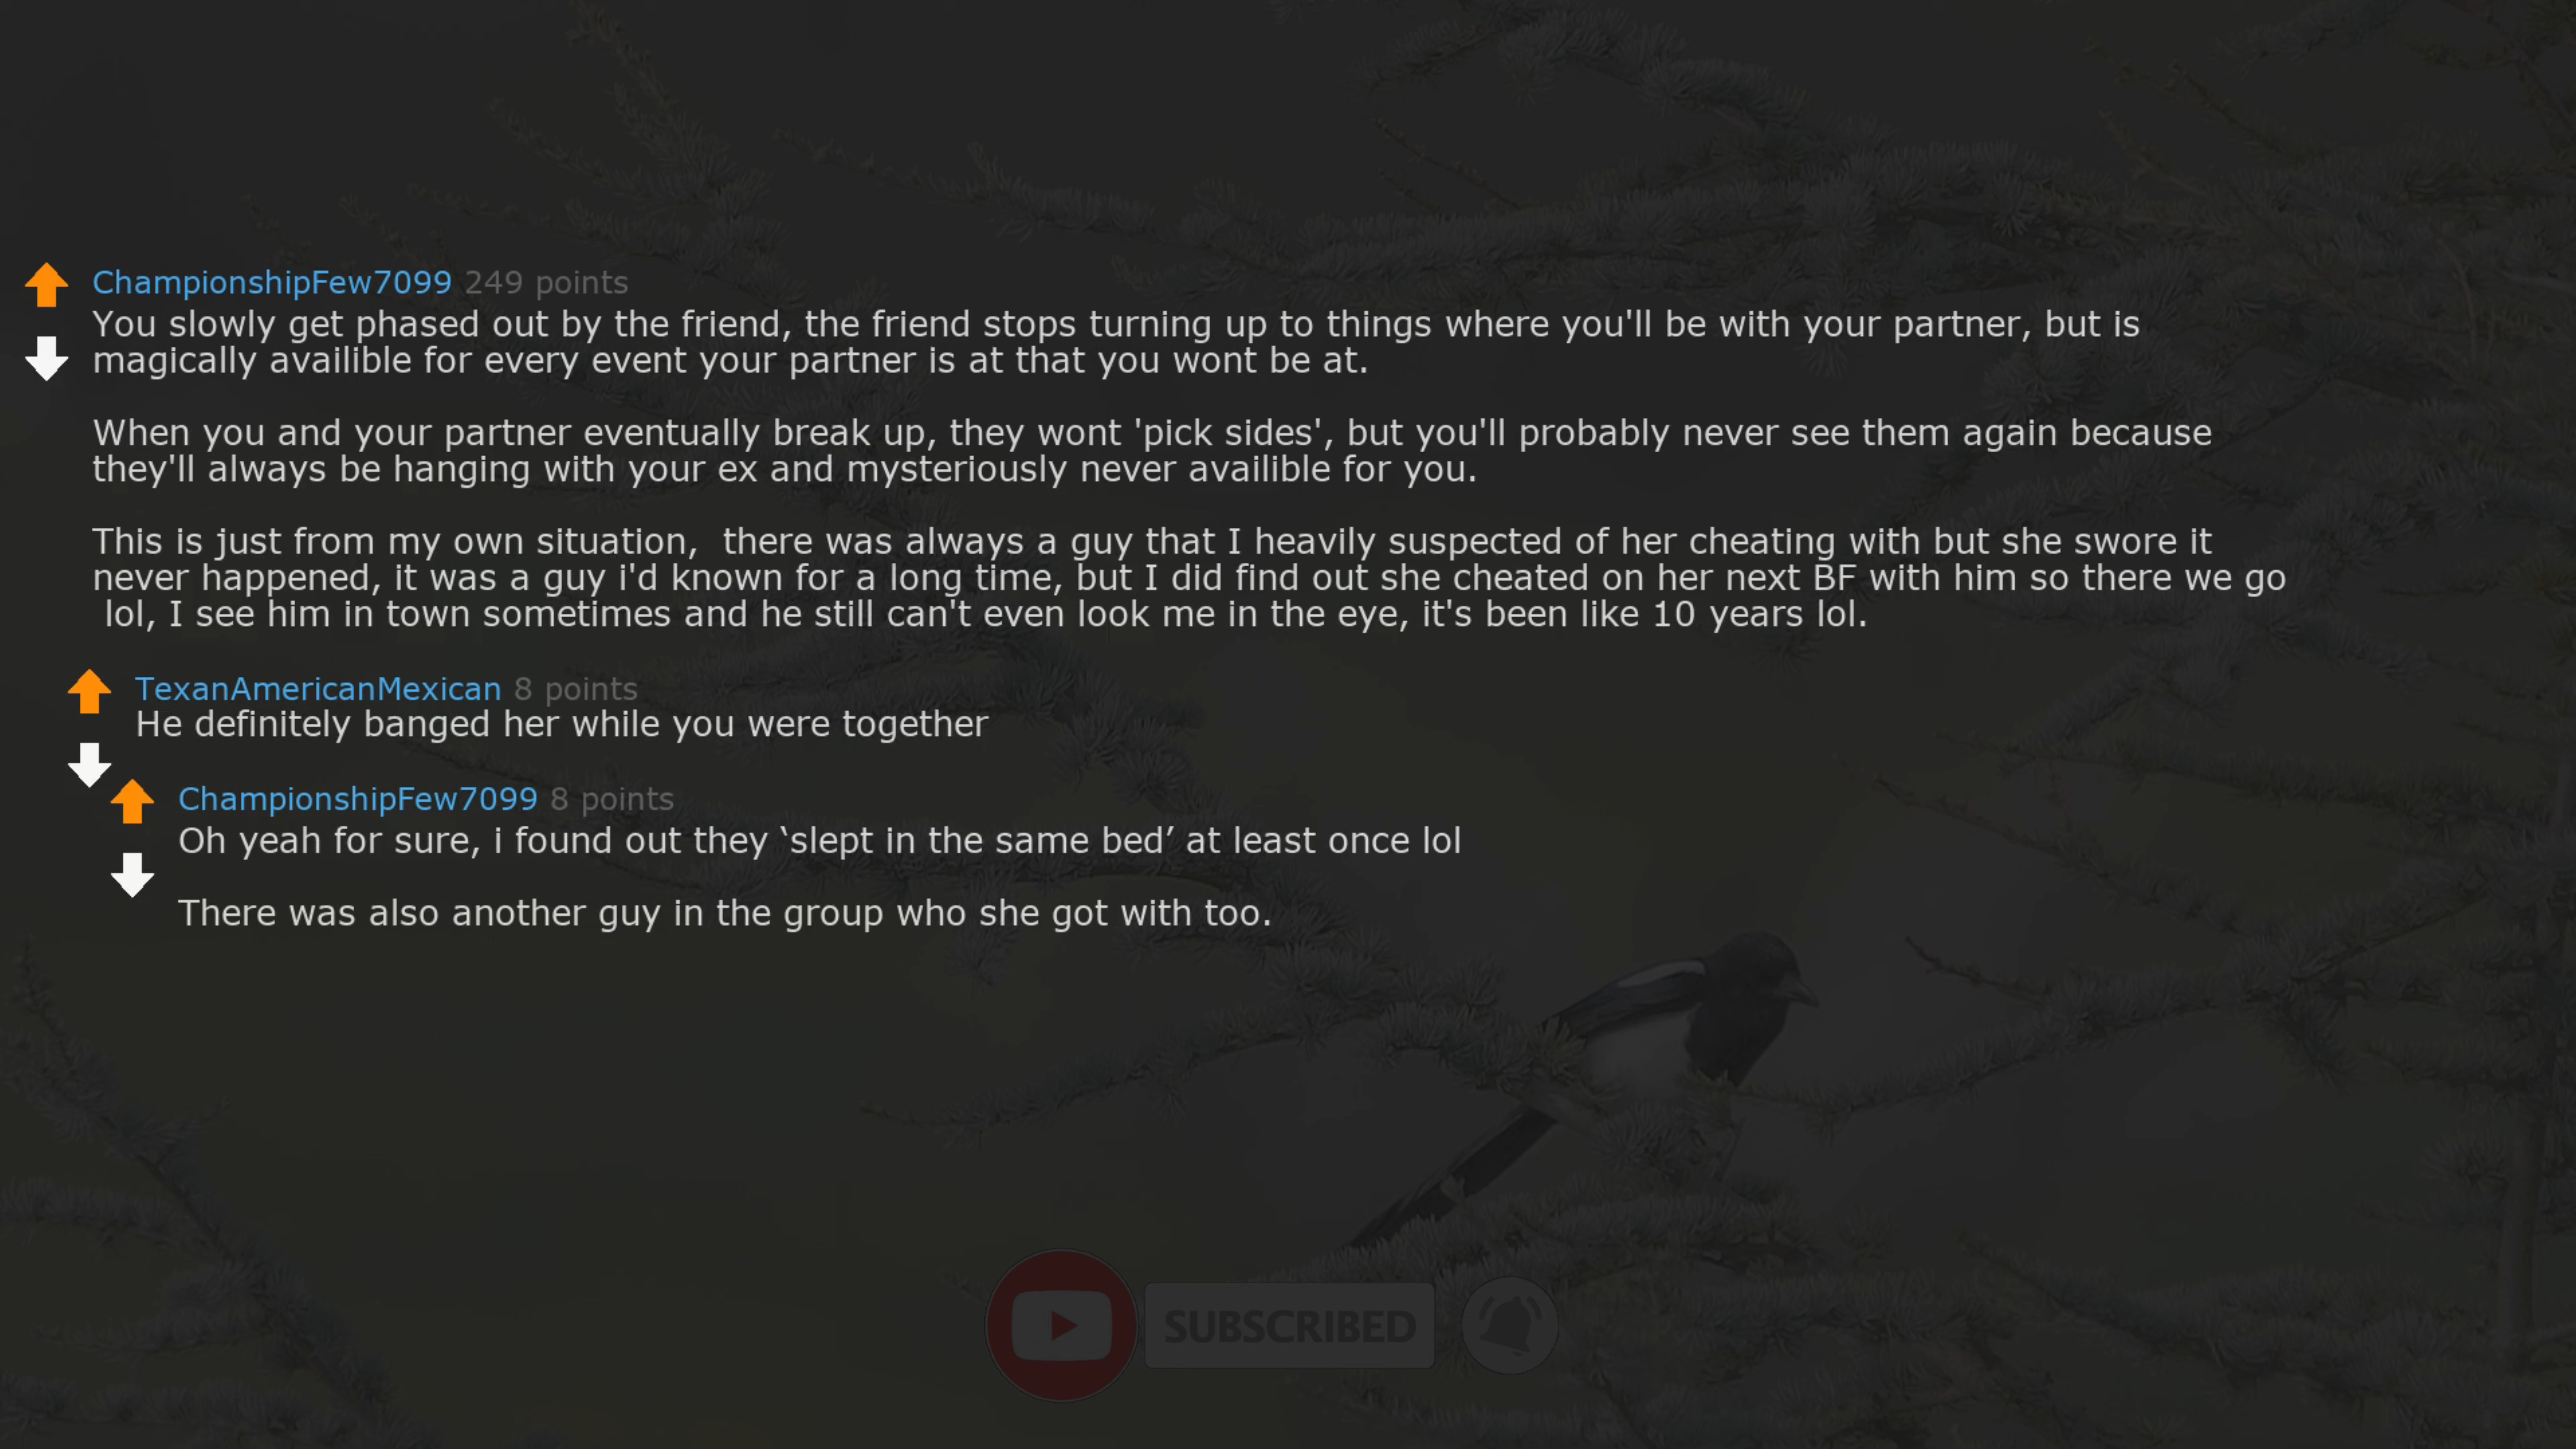 ChampionshipFew7099 249 points
You slowly get phased out by the friend, the friend stops turning up to things where you'll be with your partner, but is
magically availible for every event your partner is at that you wont be at.
When you and your partner eventually break up, they wont 'pick sides', but you'll probably never see them again because
they'll always be hanging with your ex and mysteriously never availible for you.
This is just from my own situation,  there was always a guy that I heavily suspected of her cheating with but she swore it
never happened, it was a guy i'd known for a long time, but I did find out she cheated on her next BF with him so there we go
lol, I see him in town sometimes and he still can't even look me in the eye, it's been like 10 years lol.
TexanAmericanMexican 8 points
He definitely banged her while you were together
ChampionshipFew7099 8 points
Oh yeah for sure, i found out they ‘slept in the same bed’ at least once lol
There was also another guy in the group who she got with too.
SUBSCRIBED